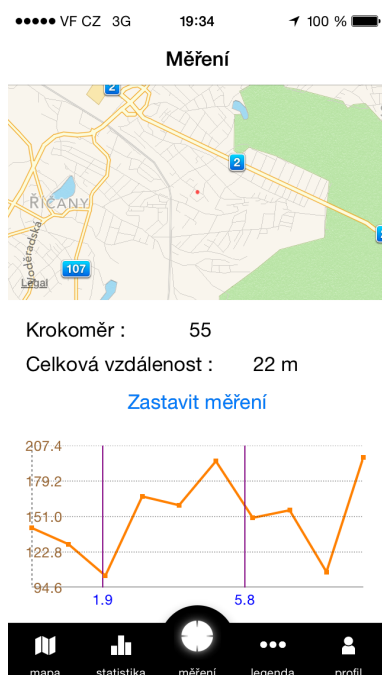 VF CZ 3G 19:34 100 %
Měření
2
2
ŘÍČANY
107
Legal
Krokoměr : 55
Celková vzdálenost : 22 m
Zastavit měření
207.4
179.2
151.0
122.8
94.6
1.9 5.8
mapa statistika měření legenda profil